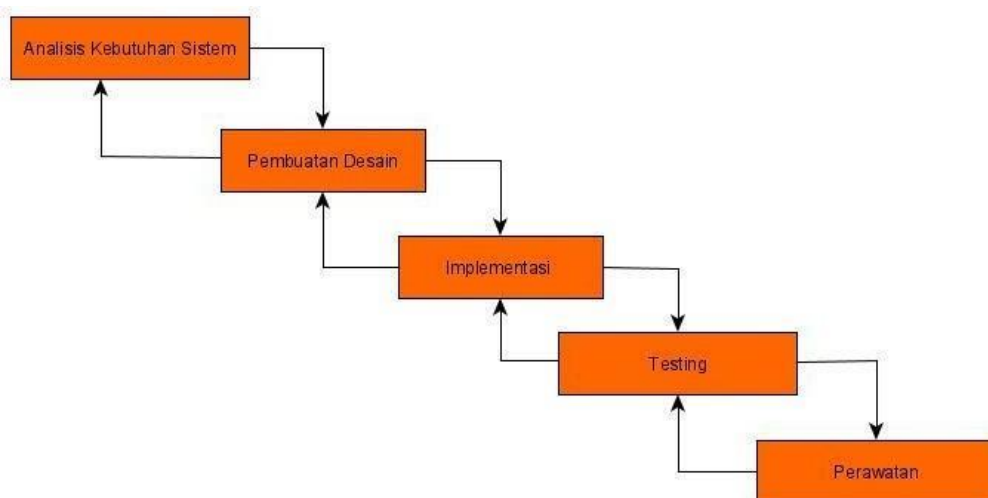 Analisis Kebutuhan Sistem
Pembuatan Desain
Implementasi
Testing
Perawatan